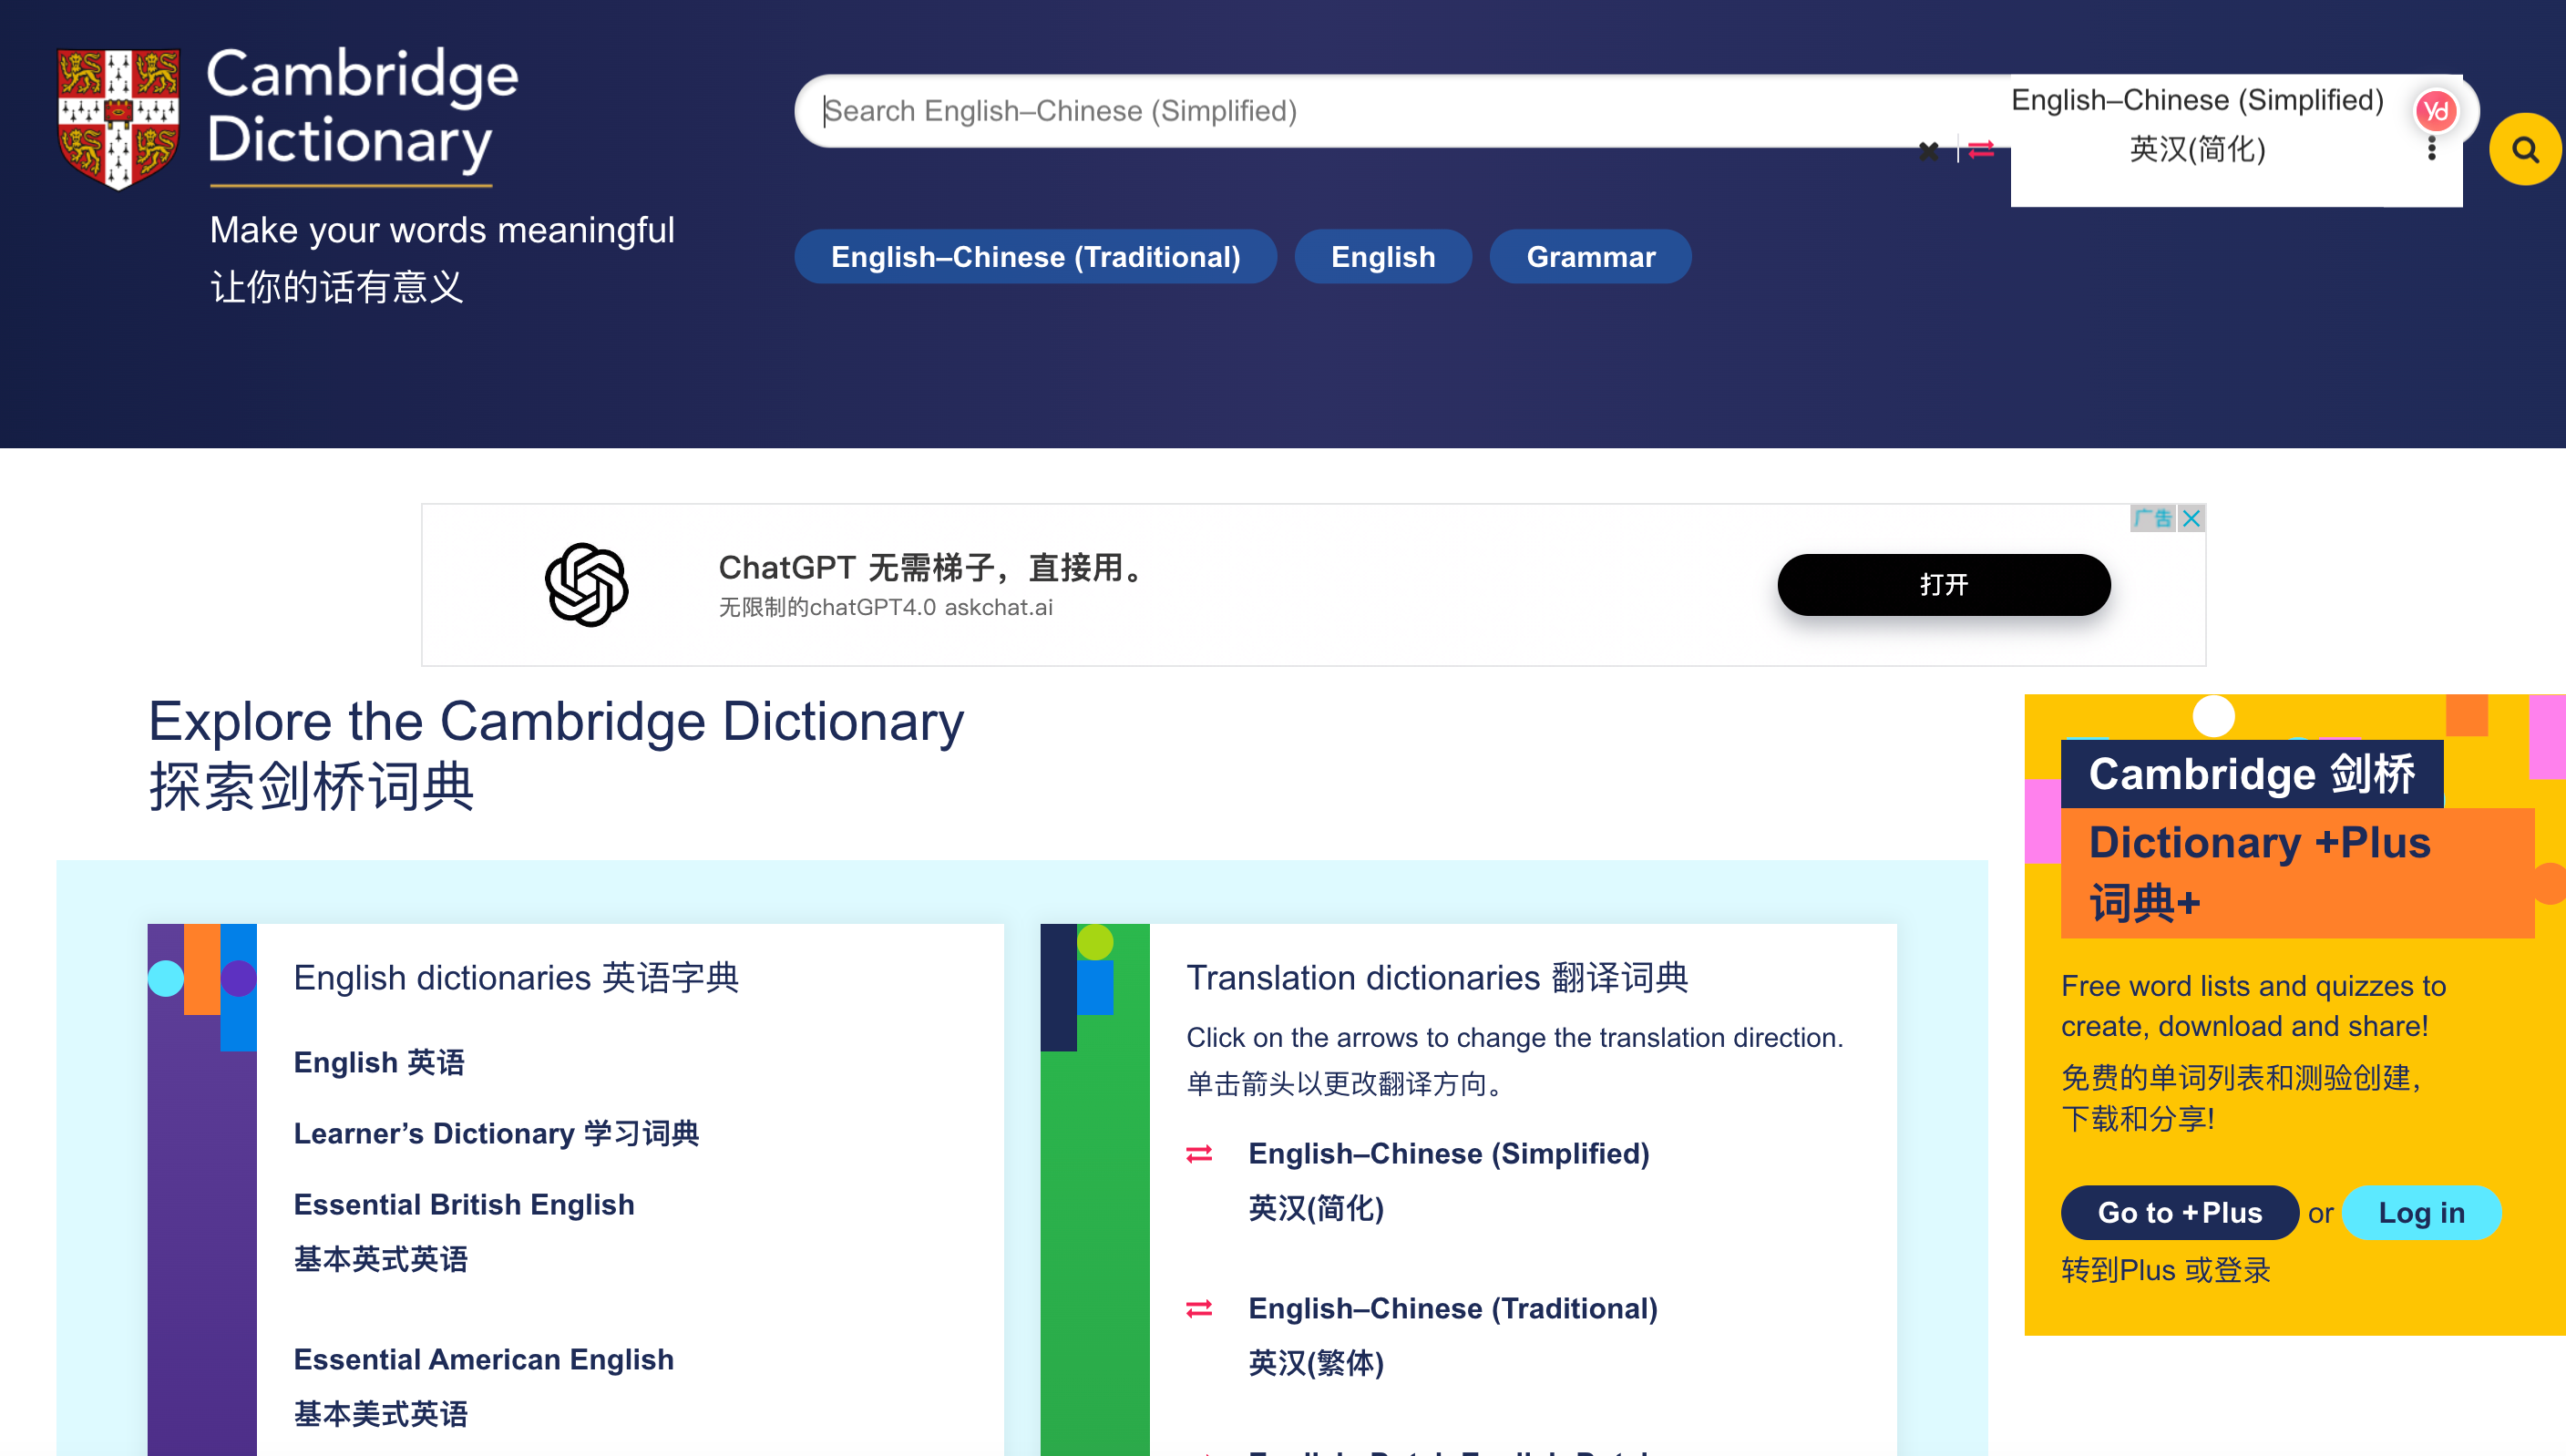 Cambridge
Dictionary
Make your words meaningful
让你的话有意义
Search English–Chinese (Simplified)
English–Chinese (Simplified)
英汉(简化)
yd
English–Chinese (Traditional)
English
Grammar
广告
ChatGPT 无需梯子，直接用。
无限制的chatGPT4.0 askchat.ai
打开
Explore the Cambridge Dictionary
探索剑桥词典
English dictionaries 英语字典
English 英语
Learner’s Dictionary 学习词典
Essential British English
基本英式英语
Essential American English
基本美式英语
Translation dictionaries 翻译词典
Click on the arrows to change the translation direction.
单击箭头以更改翻译方向。
English–Chinese (Simplified)
英汉(简化)
English–Chinese (Traditional)
英汉(繁体)
Cambridge 剑桥
Dictionary +Plus
词典+
Free word lists and quizzes to
create, download and share!
免费的单词列表和测验创建，
下载和分享!
Go to +Plus or Log in
转到Plus 或登录